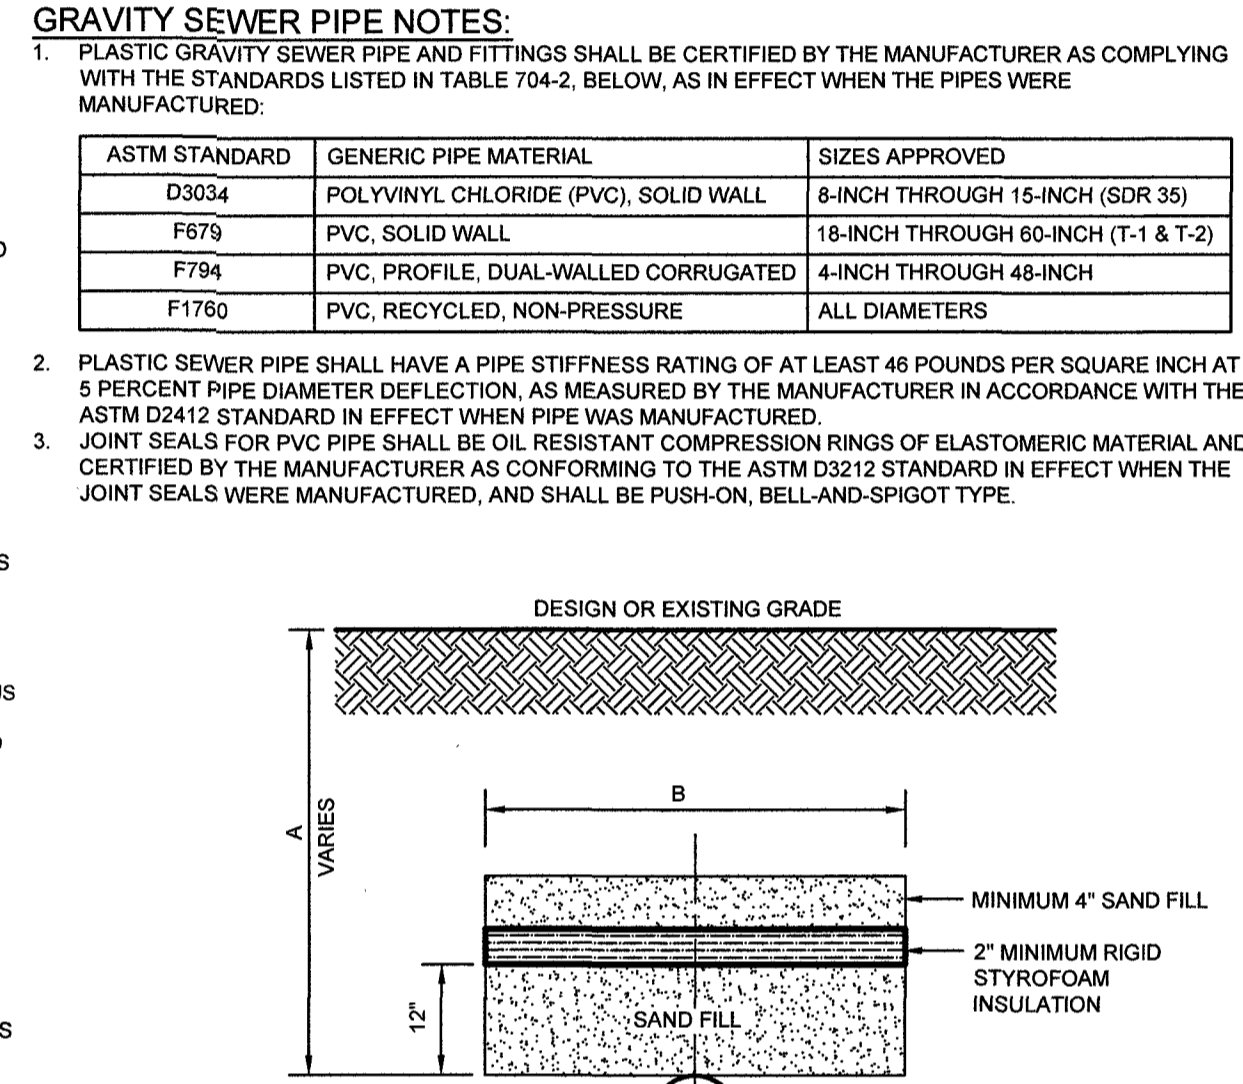 GRAVITY SEWER PIPE NOTES:
1. PLASTIC GRAVITY SEWER PIPE AND FITTINGS SHALL BE CERTIFIED BY THE MANUFACTURER AS COMPLYING
WITH THE STANDARDS LISTED IN TABLE 704-2, BELOW, AS IN EFFECT WHEN THE PIPES WERE
MANUFACTURED:
ASTM STANDARD GENERIC PIPE MATERIAL SIZES APPROVED
D3034 POLYVINYL CHLORIDE (PVC), SOLID WALL 8-INCH THROUGH 15-INCH (SDR 35)
F679 PVC, SOLID WALL 18-INCH THROUGH 60-INCH (T-1 & T-2)
F794 PVC, PROFILE, DUAL-WALLED CORRUGATED 4-INCH THROUGH 48-INCH
F1760 PVC, RECYCLED, NON-PRESSURE ALL DIAMETERS
2. PLASTIC SEWER PIPE SHALL HAVE A PIPE STIFFNESS RATING OF AT LEAST 46 POUNDS PER SQUARE INCH AT
5 PERCENT PIPE DIAMETER DEFLECTION, AS MEASURED BY THE MANUFACTURER IN ACCORDANCE WITH THE
ASTM D2412 STANDARD IN EFFECT WHEN PIPE WAS MANUFACTURED.
3. JOINT SEALS FOR PVC PIPE SHALL BE OIL RESISTANT COMPRESSION RINGS OF ELASTOMERIC MATERIAL AND
CERTIFIED BY THE MANUFACTURER AS CONFORMING TO THE ASTM D3212 STANDARD IN EFFECT WHEN THE
JOINT SEALS WERE MANUFACTURED, AND SHALL BE PUSH-ON, BELL-AND-SPIGOT TYPE.
S
US
S
DESIGN OR EXISTING GRADE
A
VARIES
B
MINIMUM 4" SAND FILL
2" MINIMUM RIGID
STYROFOAM
INSULATION
12"
SAND FILL